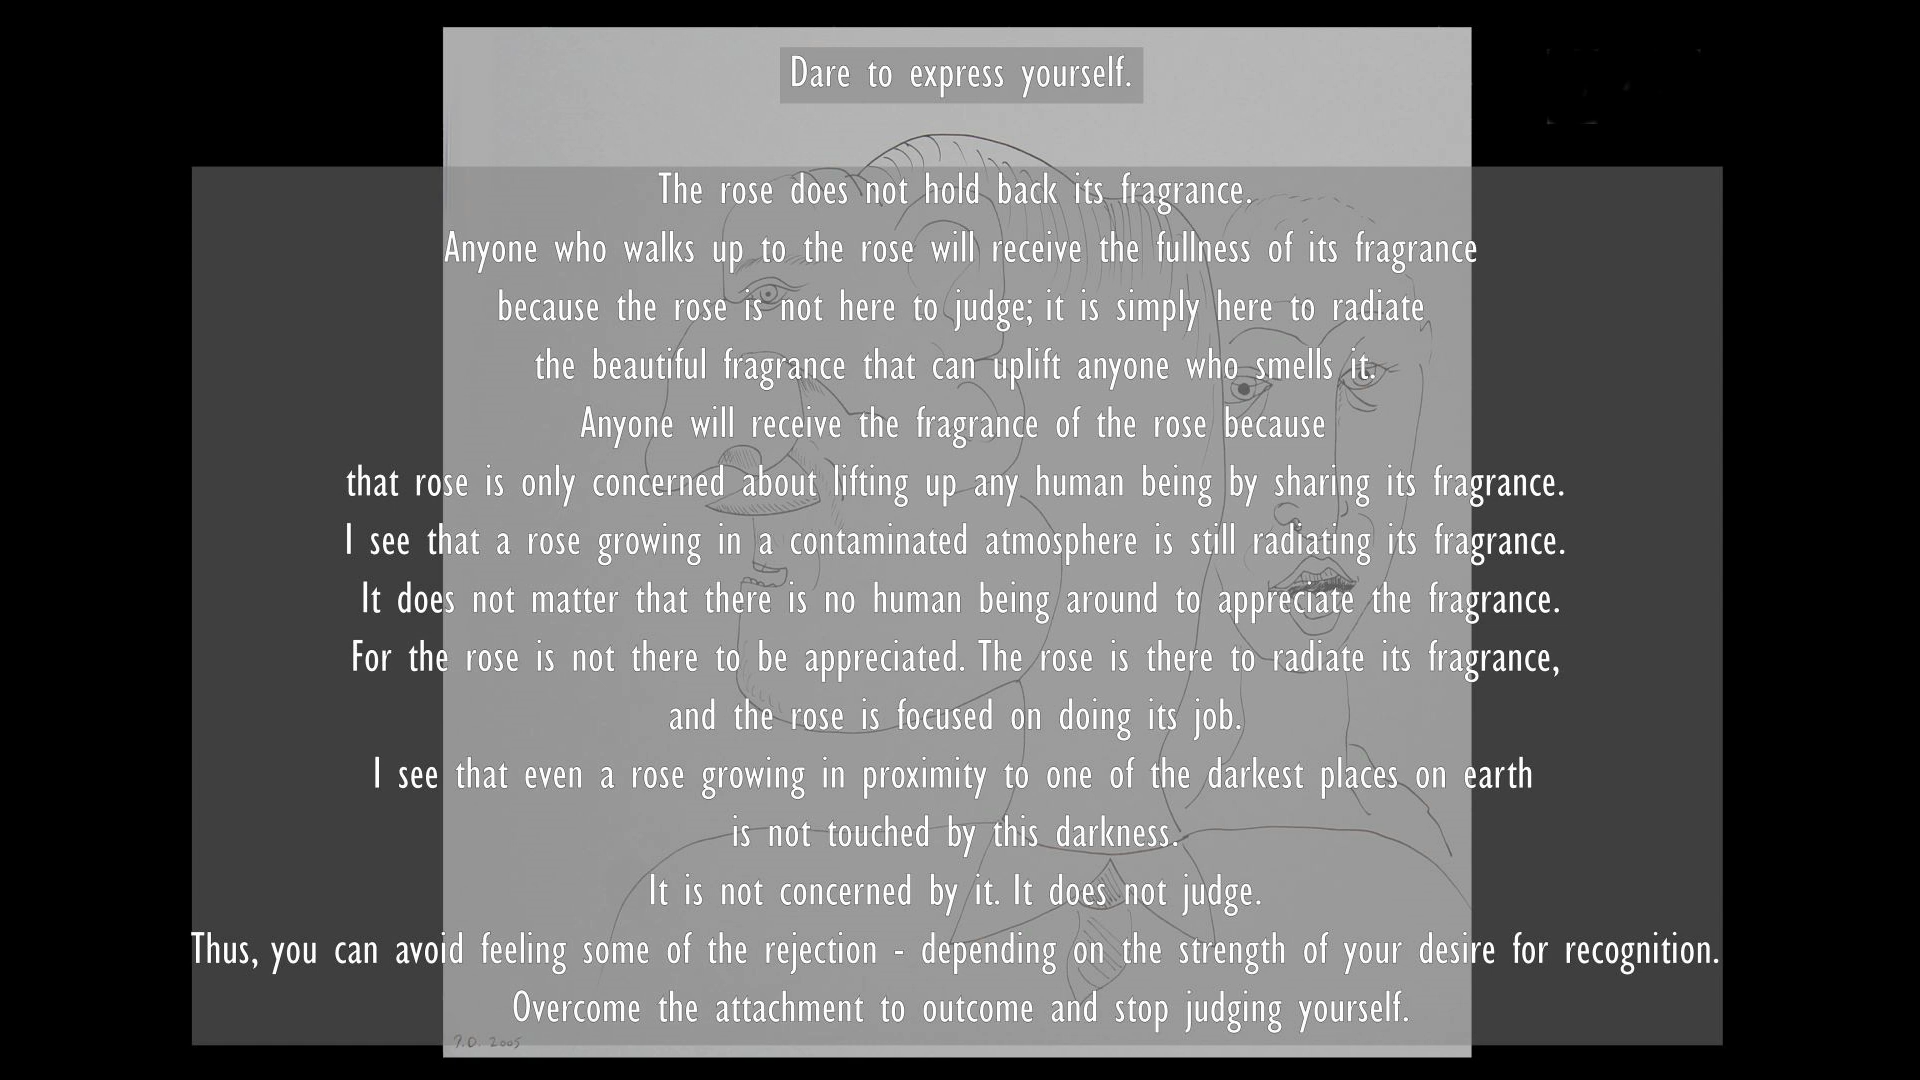 Dare to express yourself.
The rose does not hold back its fragrance.
Anyone who walks up to the rose will receive the fullness of its fragrance
because the rose is not here to judge; it is simply here to radiate
the beautiful fragrance that can uplift anyone who smells it.
Anyone will receive the fragrance of the rose because
that rose is only concerned about lifting up any human being by sharing its fragrance.
I see that a rose growing in a contaminated atmosphere is still radiating its fragrance.
It does not matter that there is no human being around to appreciate the fragrance.
For the rose is not there to be appreciated. The rose is there to radiate its fragrance,
and the rose is focused on doing its job.
I see that even a rose growing in proximity to one of the darkest places on earth
is not touched by this darkness.
It is not concerned by it. It does not judge.
Thus, you can avoid feeling some of the rejection - depending on the strength of your desire for recognition.
Overcome the attachment to outcome and stop judging yourself.
2005